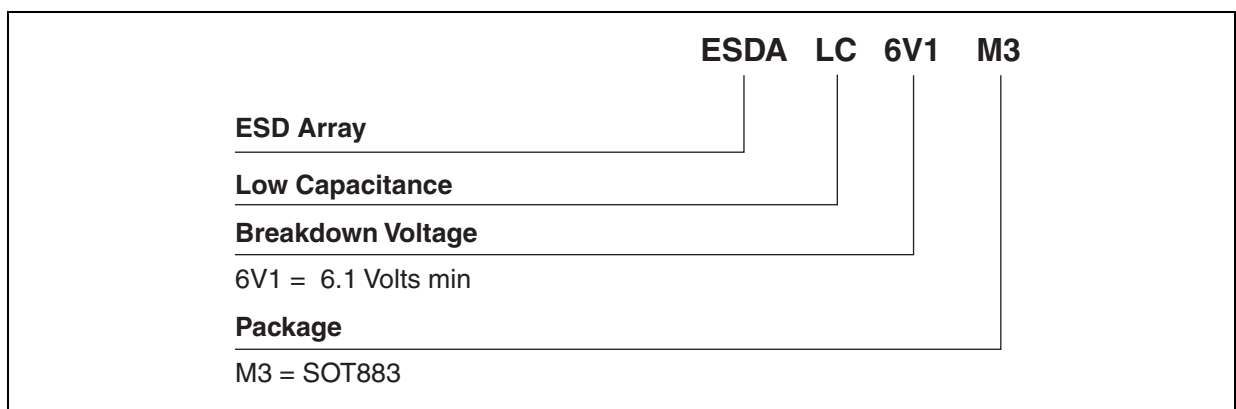 ESDA LC 6V1 M3
ESD Array
Low Capacitance
Breakdown Voltage
6V1 = 6.1 Volts min
Package
M3 = SOT883